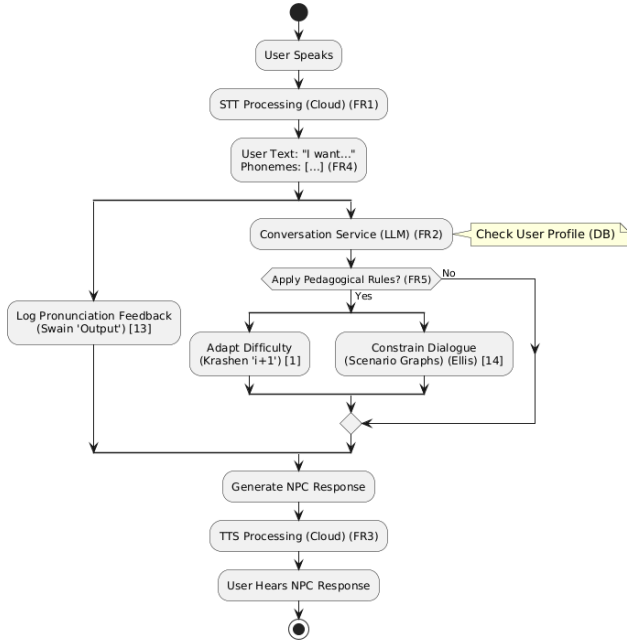 User Speaks
STT Processing (Cloud) (FR1)
User Text: "I want..."
Phonemes: [...] (FR4)
Conversation Service (LLM) (FR2)
Check User Profile (DB)
Apply Pedagogical Rules? (FR5)
No
Yes
Log Pronunciation Feedback
(Swain 'Output') [13]
Adapt Difficulty
(Krashen 'i+1') [1]
Constrain Dialogue
(Scenario Graphs) (Ellis) [14]
Generate NPC Response
TTS Processing (Cloud) (FR3)
User Hears NPC Response